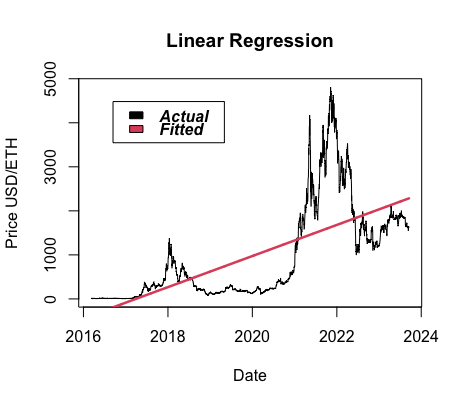 Linear Regression
Price USD/ETH
5000
3000
1000
0
Actual
Fitted
2016 2018 2020 2022 2024
Date